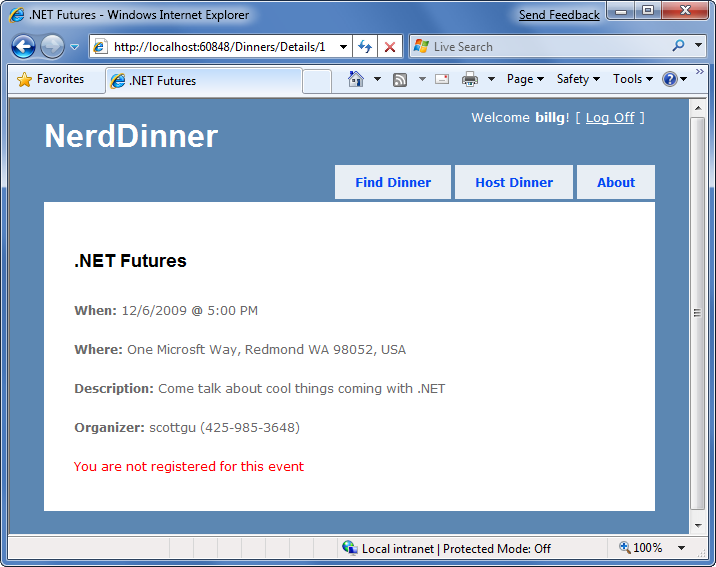 .NET Futures - Windows Internet Explorer
Send Feedback
http://localhost:60848/Dinners/Details/1
Live Search
Favorites
.NET Futures
Page
Safety
Tools
»
Welcome billg! [ Log Off ]
NerdDinner
Find Dinner
Host Dinner
About
.NET Futures
When: 12/6/2009 @ 5:00 PM
Where: One Microsft Way, Redmond WA 98052, USA
Description: Come talk about cool things coming with .NET
Organizer: scottgu (425-985-3648)
You are not registered for this event
Local intranet | Protected Mode: Off
100%